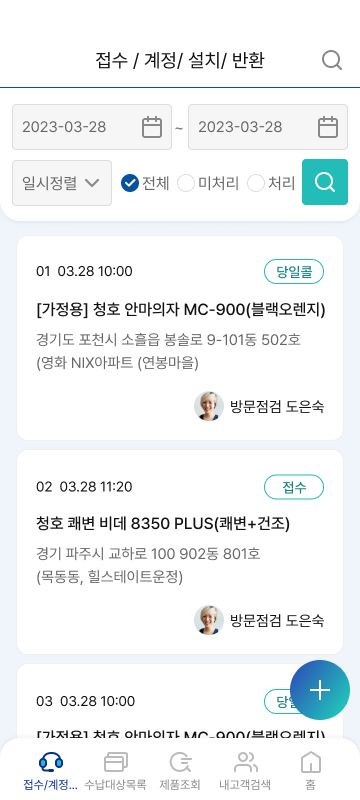 접수 / 계정/ 설치/ 반환
2023-03-28 ~ 2023-03-28
일시정렬 전체 미처리 처리
01 03.28 10:00 당일콜
[가정용] 청호 안마의자 MC-900(블랙오렌지)
경기도 포천시 소흘읍 봉솔로 9-101동 502호
(영화 NIX아파트 (연봉마을)
방문점검 도은숙
02 03.28 11:20 접수
청호 쾌변 비데 8350 PLUS(쾌변+건조)
경기 파주시 교하로 100 902동 801호
(목동동, 힐스테이트운정)
방문점검 도은숙
03 03.28 10:00
[가정용] 청호 안마의자 MC-900(블랙오렌지)
접수/계정... 수납대상목록 제품조회 내고객검색 홈